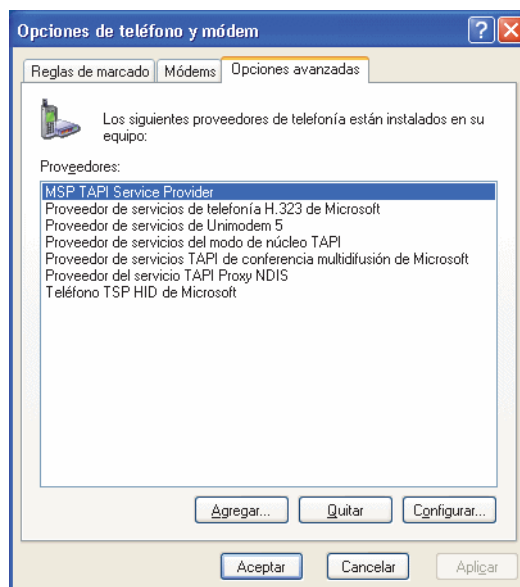 Opciones de teléfono y módem
Reglas de marcado Módems Opciones avanzadas
Los siguientes proveedores de telefonía están instalados en su
equipo:
Proveedores:
MSP TAPI Service Provider
Proveedor de servicios de telefonía H.323 de Microsoft
Proveedor de servicios de Unimodem 5
Proveedor de servicios del modo de núcleo TAPI
Proveedor de servicios TAPI de conferencia multidifusión de Microsoft
Proveedor del servicio TAPI Proxy NDIS
Teléfono TSP HID de Microsoft
Agregar... Quitar Configurar...
Aceptar Cancelar Aplicar